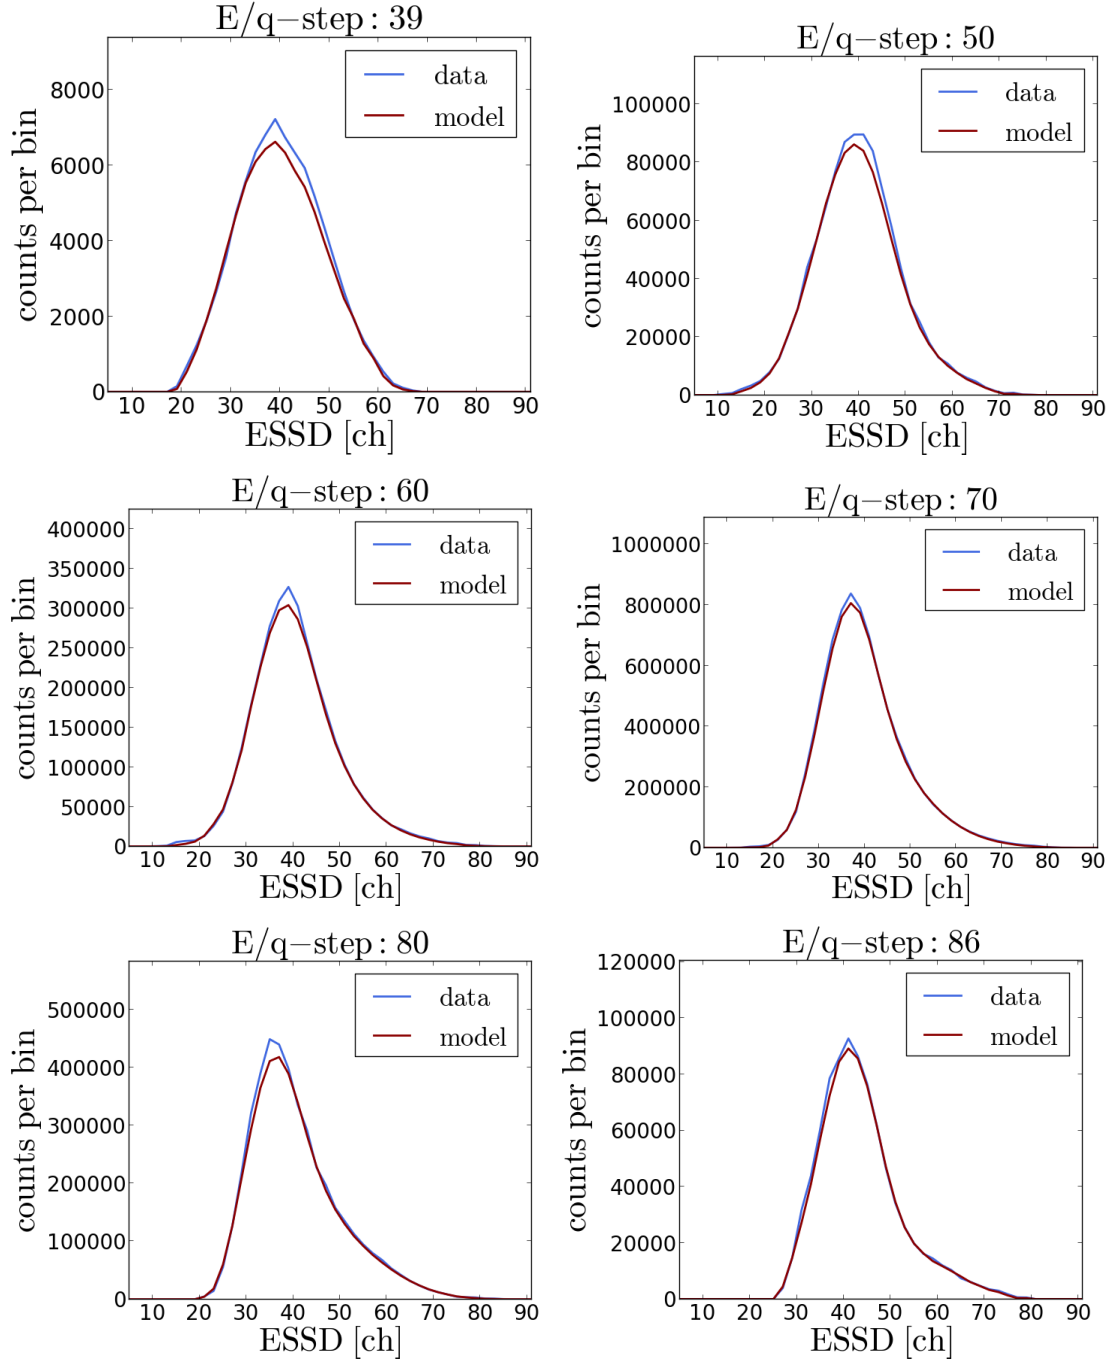 E/q−step: 39
counts per bin
8000
6000
4000
2000
0
data
model
10 20 30 40 50 60 70 80 90
ESSD [ch]
E/q−step: 50
counts per bin
100000
80000
60000
40000
20000
0
data
model
10 20 30 40 50 60 70 80 90
ESSD [ch]
E/q−step: 60
counts per bin
400000
350000
300000
250000
200000
150000
100000
50000
0
data
model
10 20 30 40 50 60 70 80 90
ESSD [ch]
E/q−step: 70
counts per bin
1000000
800000
600000
400000
200000
0
data
model
10 20 30 40 50 60 70 80 90
ESSD [ch]
E/q−step: 80
counts per bin
500000
400000
300000
200000
100000
0
data
model
10 20 30 40 50 60 70 80 90
ESSD [ch]
E/q−step: 86
counts per bin
120000
100000
80000
60000
40000
20000
0
data
model
10 20 30 40 50 60 70 80 90
ESSD [ch]